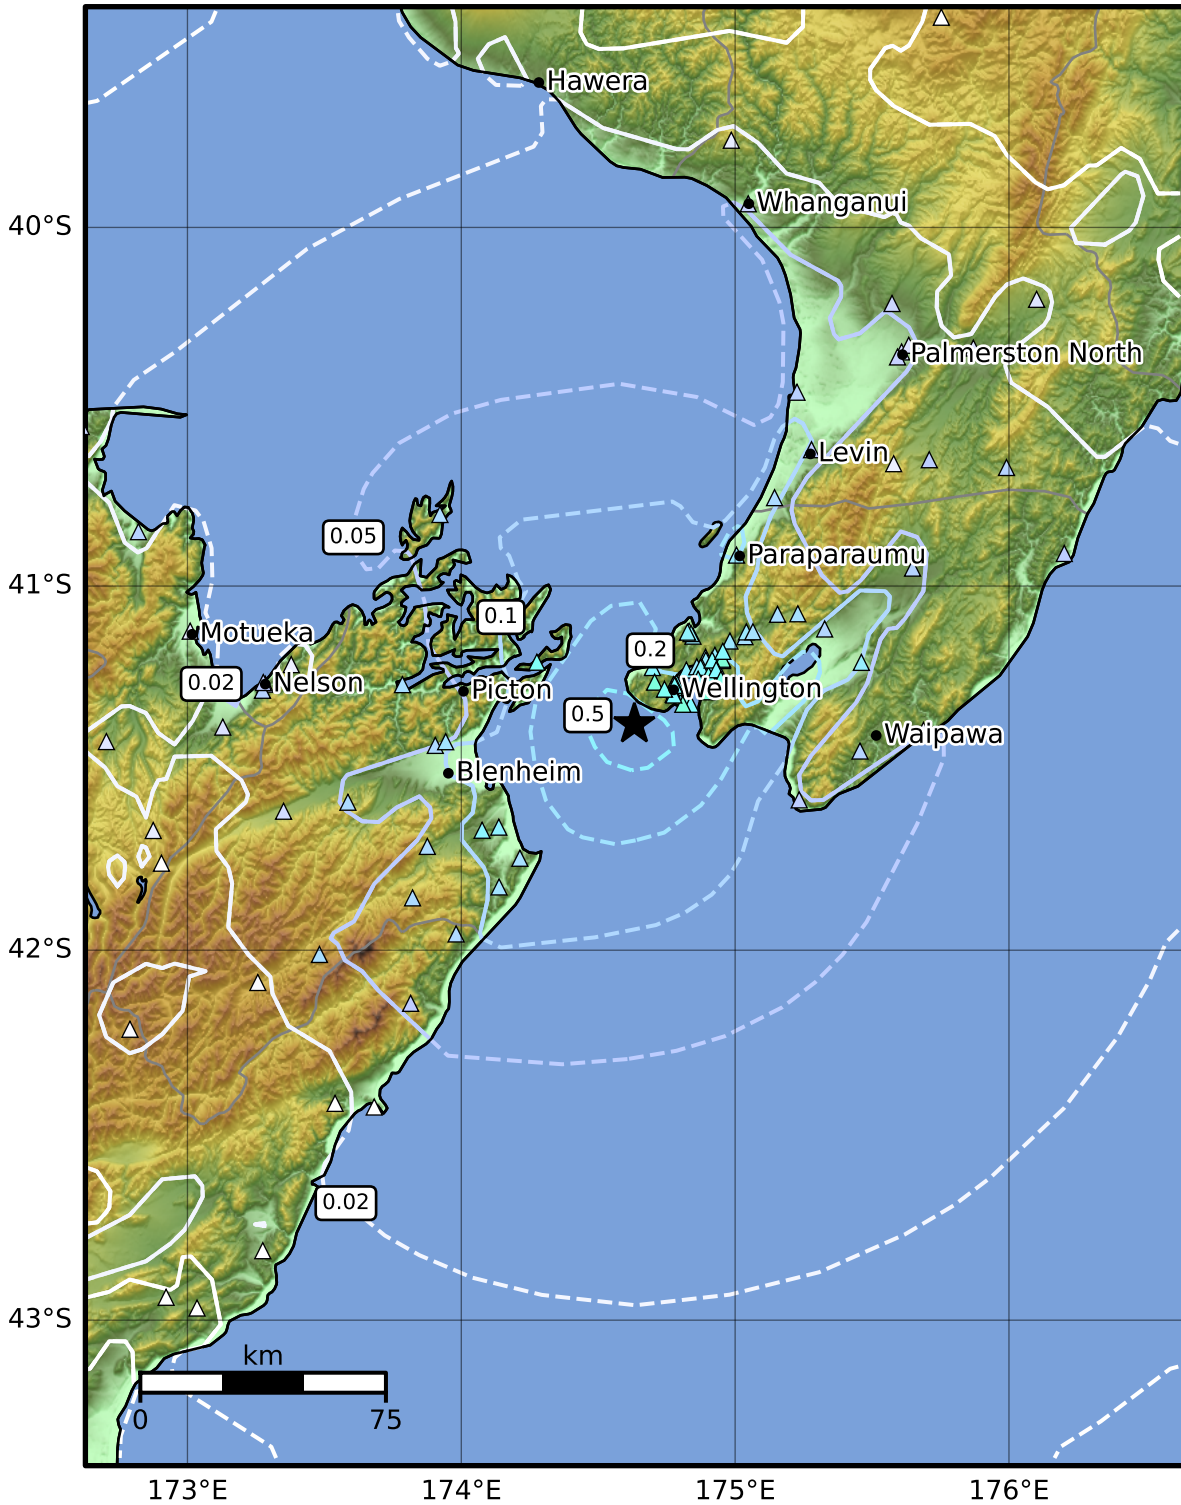 Hawera
Whanganui
40°S
Palmerston North
Levin
0.05
Paraparaumu
41°S
0.1
Motueka
0.2
Nelson
0.02
Picton
Wellington
0.5
Waipawa
Blenheim
42°S
0.02
43°S
km
0
75
173°E
174°E
175°E
176°E